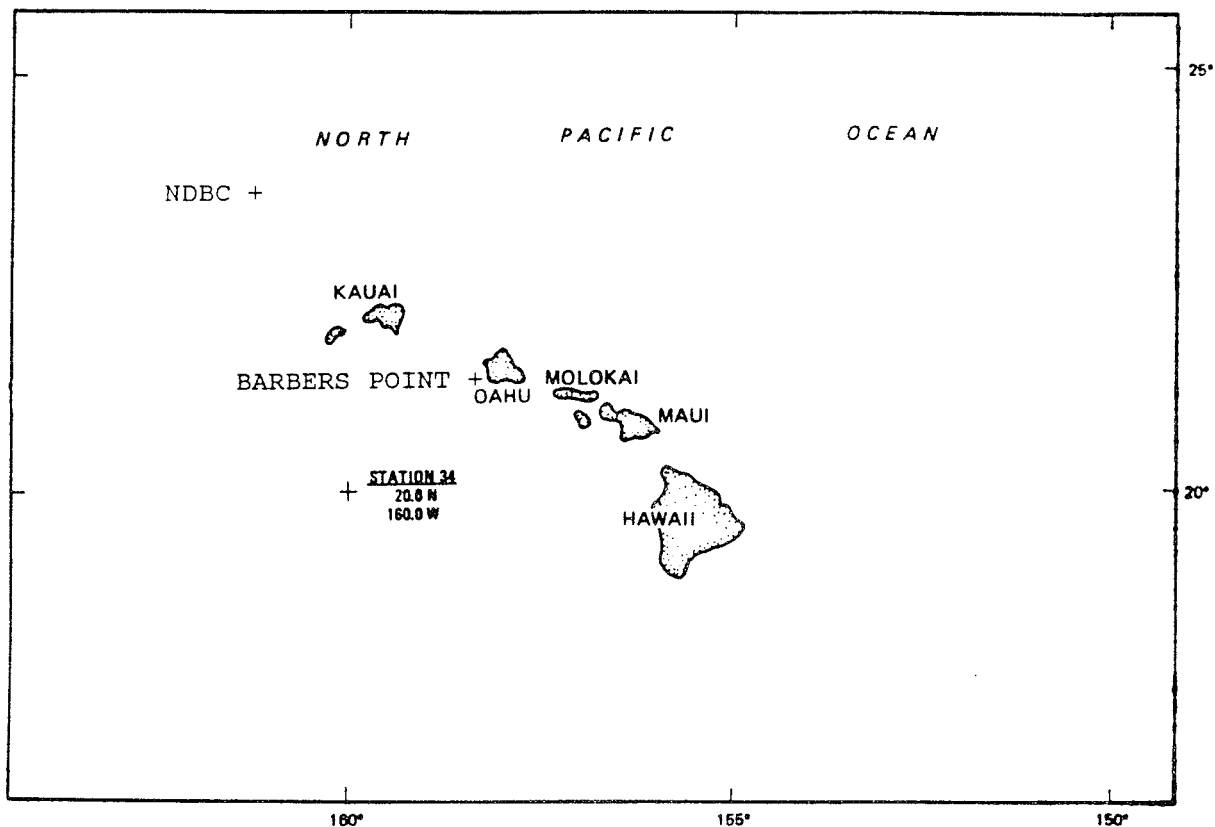 25°
NORTH PACIFIC OCEAN
NDBC +
KAUAI
BARBERS POINT +
OAHU
MOLOKAI
MAUI
STATION 34
20.0 N
160.0 W
20°
HAWAII
160° 155° 150°